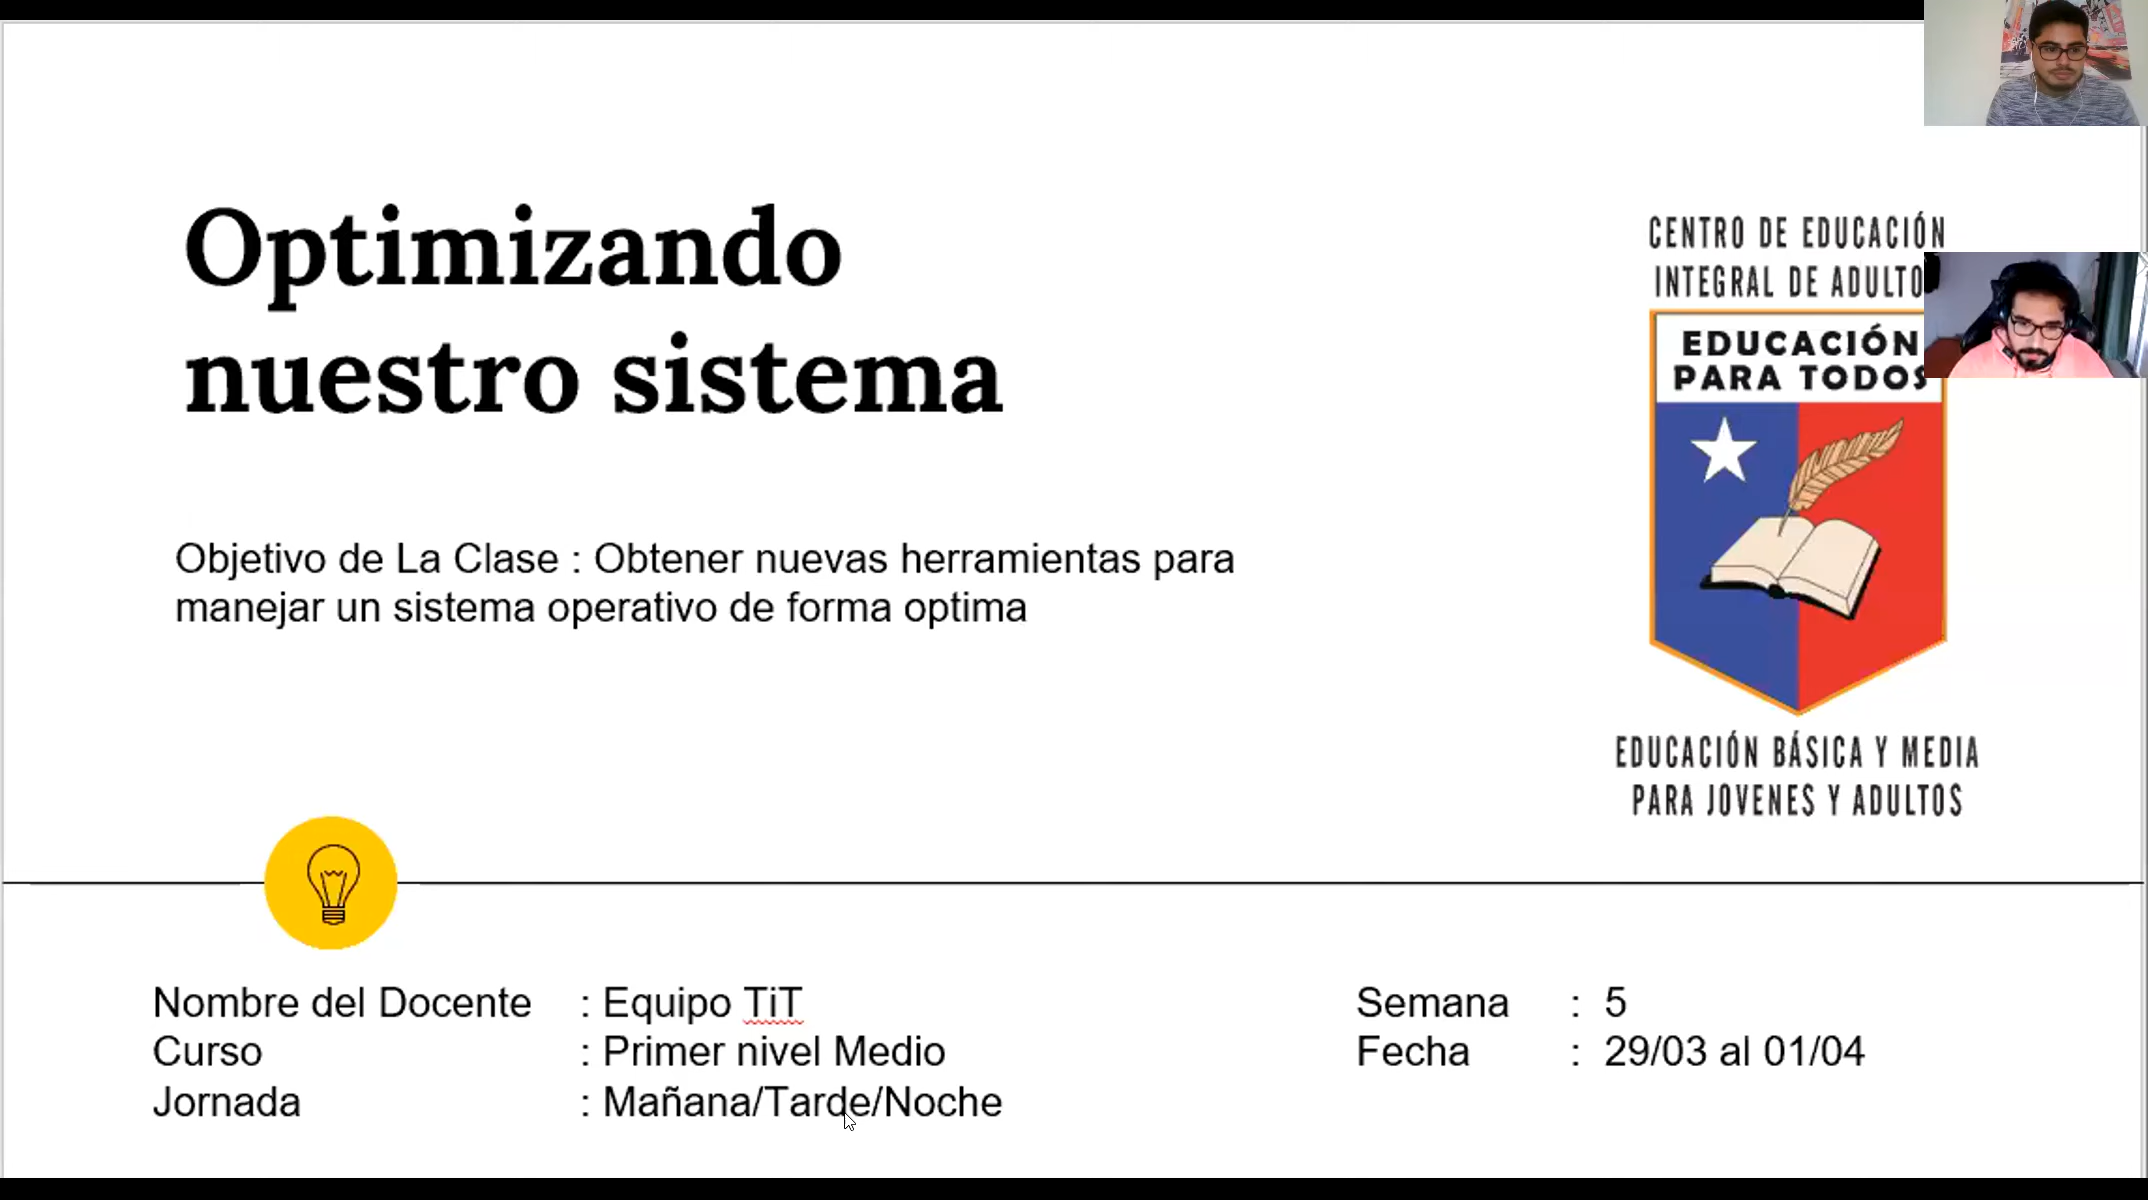 Optimizando
nuestro sistema
Objetivo de La Clase : Obtener nuevas herramientas para
manejar un sistema operativo de forma optima
CENTRO DE EDUCACIÓN
INTEGRAL DE ADULTO
EDUCACIÓN
PARA TODOS
EDUCACIÓN BÁSICA Y MEDIA
PARA JOVENES Y ADULTOS
Nombre del Docente : Equipo TiT
Curso : Primer nivel Medio
Jornada : Mañana/Tarde/Noche
Semana : 5
Fecha : 29/03 al 01/04